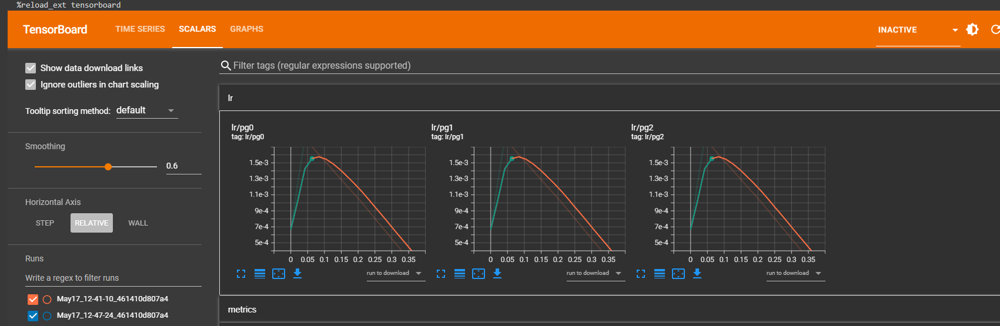 %reload_ext tensorboard
TensorBoard TIME SERIES SCALARS GRAPHS INACTIVE
Show data download links
Ignore outliers in chart scaling
Tooltip sorting method: default
Smoothing
0.6
Horizontal Axis
STEP RELATIVE WALL
Runs
Write a regex to filter runs
May17_12-41-10_461410d807a4
May17_12-47-24_461410d807a4
Filter tags (regular expressions supported)
lr
lr/pg0
tag: lr/pg0
1.5e-3
1.3e-3
1.1e-3
9e-4
7e-4
5e-4
0 0.05 0.1 0.15 0.2 0.25 0.3 0.35
run to download
lr/pg1
tag: lr/pg1
1.5e-3
1.3e-3
1.1e-3
9e-4
7e-4
5e-4
0 0.05 0.1 0.15 0.2 0.25 0.3 0.35
run to download
lr/pg2
tag: lr/pg2
1.5e-3
1.3e-3
1.1e-3
9e-4
7e-4
5e-4
0 0.05 0.1 0.15 0.2 0.25 0.3 0.35
run to download
metrics